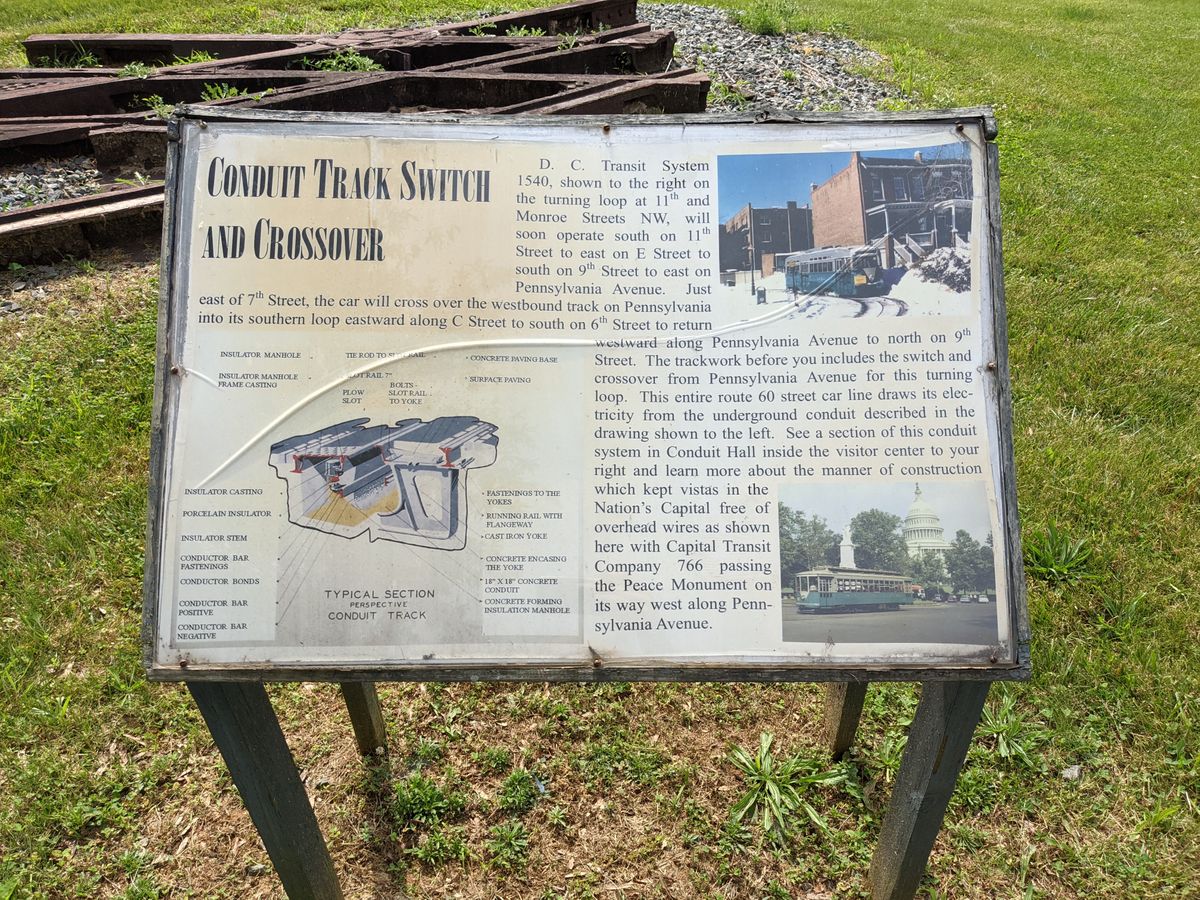 CONDUIT TRACK SWITCH
AND CROSSOVER
D. C. Transit System
1540, shown to the right on
the turning loop at 11th and
Monroe Streets NW, will
soon operate south on 11th
Street to east on E Street to
south on 9th Street to east on
Pennsylvania Avenue. Just
east of 7th Street, the car will cross over the westbound track on Pennsylvania
into its southern loop eastward along C Street to south on 6th Street to return
westward along Pennsylvania Avenue to north on 9th
Street. The trackwork before you includes the switch and
crossover from Pennsylvania Avenue for this turning
loop. This entire route 60 street car line draws its elec-
tricity from the underground conduit described in the
drawing shown to the left. See a section of this conduit
system in Conduit Hall inside the visitor center to your
right and learn more about the manner of construction
which kept vistas in the
Nation's Capital free of
overhead wires as shown
here with Capital Transit
Company 766 passing
the Peace Monument on
its way west along Penn-
sylvania Avenue.
INSULATOR MANHOLE
INSULATOR MANHOLE
FRAME CASTING
TIE ROD TO SLOT RAIL
SLOT RAIL 7"
PLOW
SLOT
BOLTS -
SLOT RAIL
TO YOKE
CONCRETE PAVING BASE
SURFACE PAVING
INSULATOR CASTING
PORCELAIN INSULATOR
INSULATOR STEM
CONDUCTOR BAR
FASTENINGS
CONDUCTOR BONDS
CONDUCTOR BAR
POSITIVE
CONDUCTOR BAR
NEGATIVE
FASTENINGS TO THE
YOKES
RUNNING RAIL WITH
FLANGEWAY
CAST IRON YOKE
CONCRETE ENCASING
THE YOKE
18" X 18" CONCRETE
CONDUIT
CONCRETE FORMING
INSULATION MANHOLE
TYPICAL SECTION
PERSPECTIVE
CONDUIT TRACK